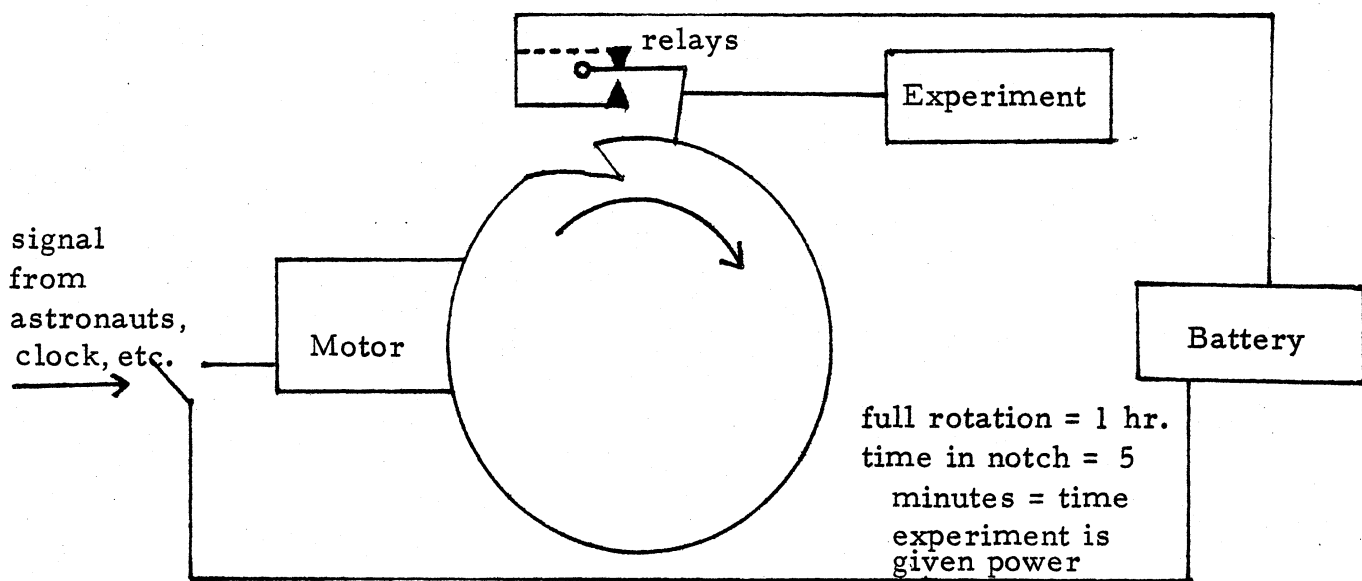 relays
Experiment
signal
from
astronauts,
clock, etc.
Motor
Battery
full rotation = 1 hr.
time in notch = 5
minutes = time
experiment is
given power